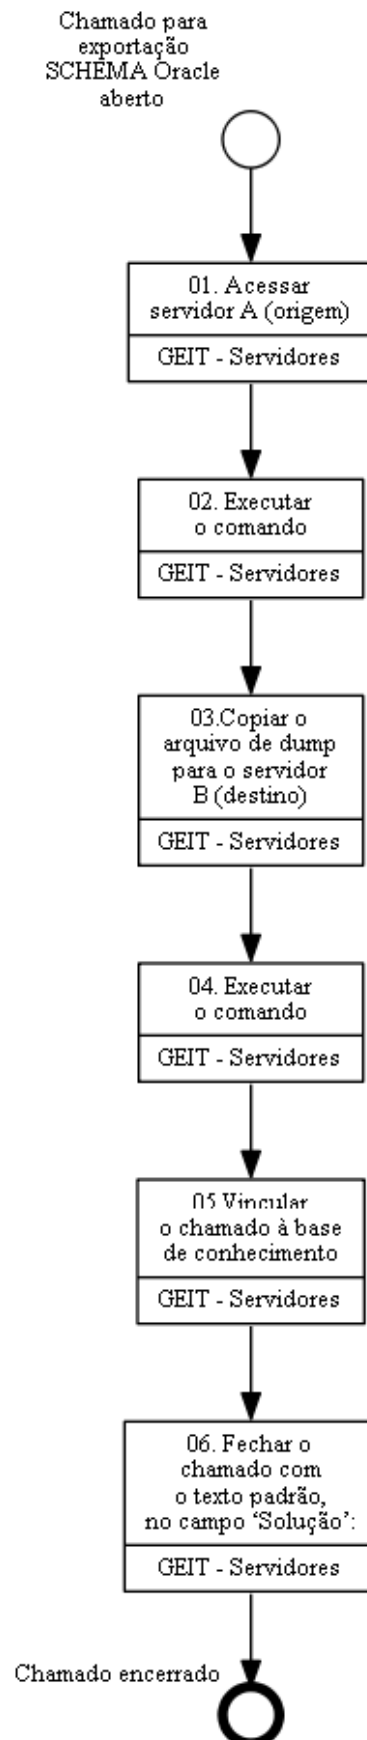 Chamado para
exportação
SCHEMA Oracle
aberto
01. Acessar
servidor A (origem)
GEIT - Servidores
02. Executar
o comando
GEIT - Servidores
03.Copiar o
arquivo de dump
para o servidor
B (destino)
GEIT - Servidores
04. Executar
o comando
GEIT - Servidores
05 Vincular
o chamado à base
de conhecimento
GEIT - Servidores
06. Fechar o
chamado com
o texto padrão,
no campo ‘Solução’:
GEIT - Servidores
Chamado encerrado